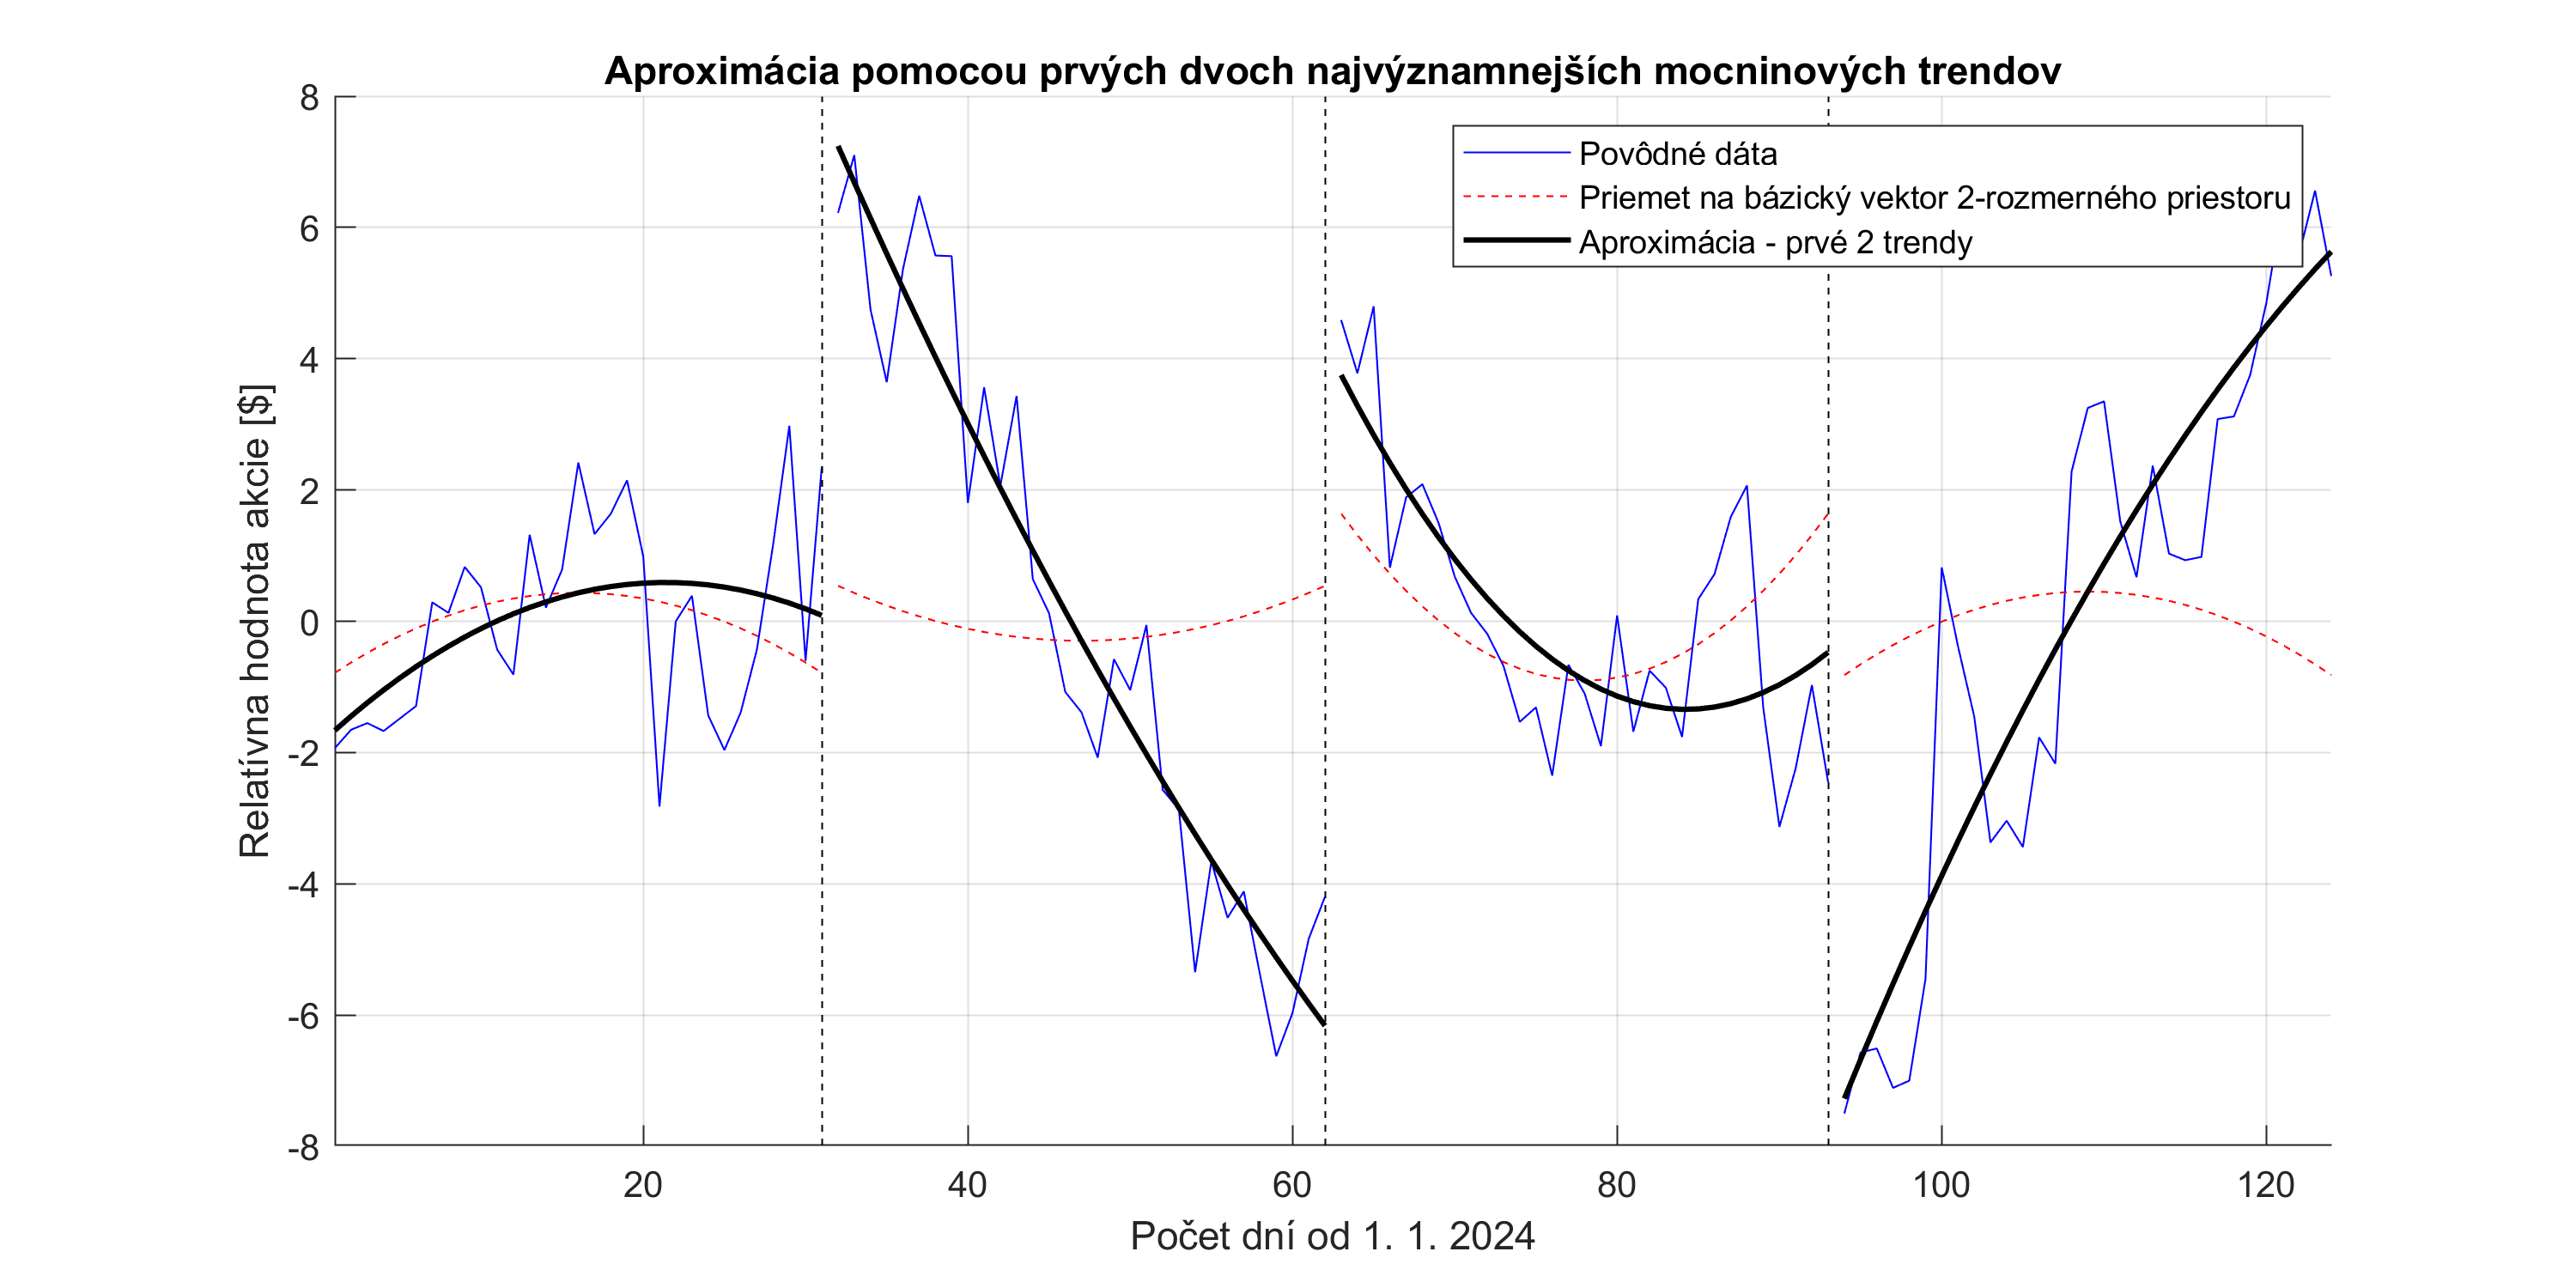 Aproximácia pomocou prvých dvoch najvýznamnejších mocninových trendov
8
6
4
2
0
-2
-4
-6
-8
Relatívna hodnota akcie [$]
Povôdné dáta
Priemet na bázický vektor 2-rozmerného priestoru
Aproximácia - prvé 2 trendy
20 40 60 80 100 120
Počet dní od 1. 1. 2024